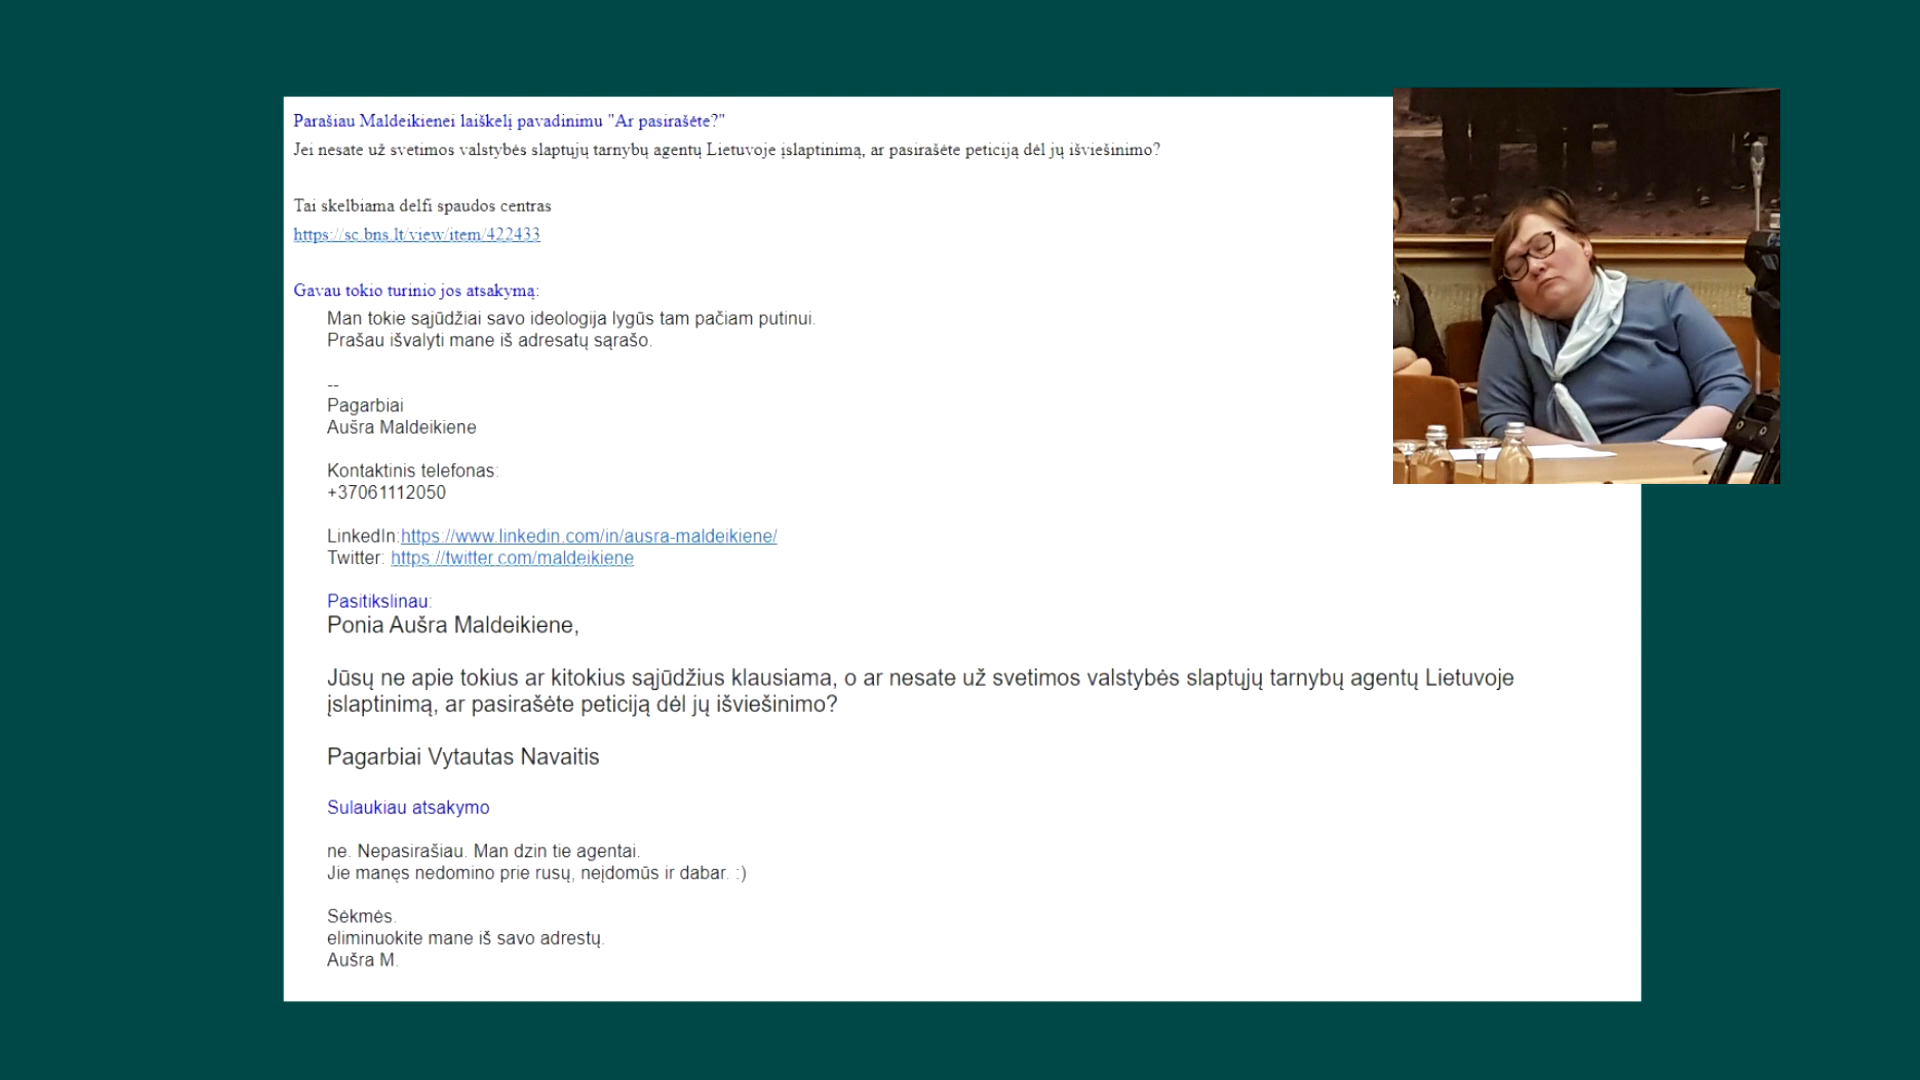 Parašiau Maldeikienei laiškelį pavadinimu "Ar pasirašėte?"
Jei nesate už svetimos valstybės slaptųjų tarnybų agentų Lietuvoje įslaptinimą, ar pasirašėte peticiją dėl jų išviešinimo?
Tai skelbiama delfi spaudos centras
https://sc.bns.lt/view/item/422433
Gavau tokio turinio jos atsakymą:
Man tokie sąjūdžiai savo ideologija lygūs tam pačiam putinui.
Prašau išvalyti mane iš adresatų sąrašo.
--
Pagarbiai
Aušra Maldeikiene
Kontaktinis telefonas:
+37061112050
LinkedIn:https://www.linkedin.com/in/ausra-maldeikiene/
Twitter: https://twitter.com/maldeikiene
Pasitikslinau:
Ponia Aušra Maldeikiene,
Jūsų ne apie tokius ar kitokius sąjūdžius klausiama, o ar nesate už svetimos valstybės slaptųjų tarnybų agentų Lietuvoje
įslaptinimą, ar pasirašėte peticiją dėl jų išviešinimo?
Pagarbiai Vytautas Navaitis
Sulaukiau atsakymo
ne. Nepasirašiau. Man dzin tie agentai.
Jie manęs nedomino prie rusų, neįdomūs ir dabar. :)
Sėkmės.
eliminuokite mane iš savo adrestų.
Aušra M.